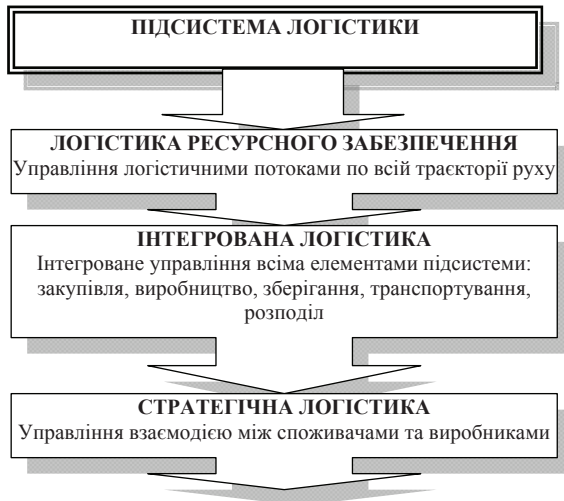 ПІДСИСТЕМА ЛОГІСТИКИ
ЛОГІСТИКА РЕСУРСНОГО ЗАБЕЗПЕЧЕННЯ
Управління логістичними потоками по всій траєкторії руху
ІНТЕГРОВАНА ЛОГІСТИКА
Інтегроване управління всіма елементами підсистеми:
закупівля, виробництво, зберігання, транспортування,
розподіл
СТРАТЕГІЧНА ЛОГІСТИКА
Управління взаємодією між споживачами та виробниками